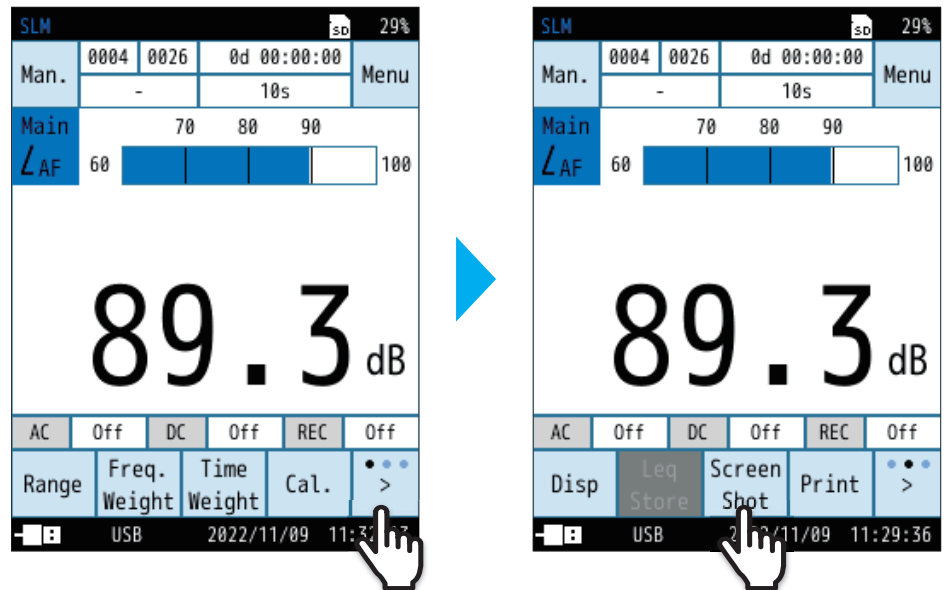 SLM SD 29%
Man. 0004 0026 0d 00:00:00 Menu
- 10s
Main 70 80 90
LAF 60 100
89.3 dB
AC Off DC Off REC Off
Range Freq. Weight Time Weight Cal. >
USB 2022/11/09
SLM SD 29%
Man. 0004 0026 0d 00:00:00 Menu
- 10s
Main 70 80 90
LAF 60 100
89.3 dB
AC Off DC Off REC Off
Disp Leq Store Screen Shot Print >
USB 11:29:36